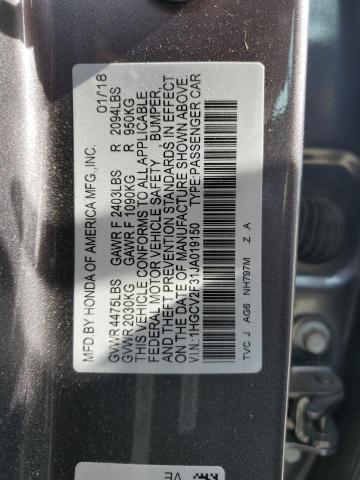 MFD.BY HONDA OF AMERICA MFG.,INC. 01/18
GVWR 4475LBS GAWR F 2403LBS R 2094LBS
GVWR 2030KG GAWR F 1090KG R 950KG
THIS VEHICLE CONFORMS TO ALL APPLICABLE
FEDERAL MOTOR VEHICLE SAFETY, BUMPER,
AND THEFT PREVENTION STANDARDS IN EFFECT
ON THE DATE OF MANUFACTURE SHOWN ABOVE.
V.I.N.:1HGCV2F31JA019150 TYPE:PASSENGER CAR
TVC J AG6 NH797M .Z .A
VE